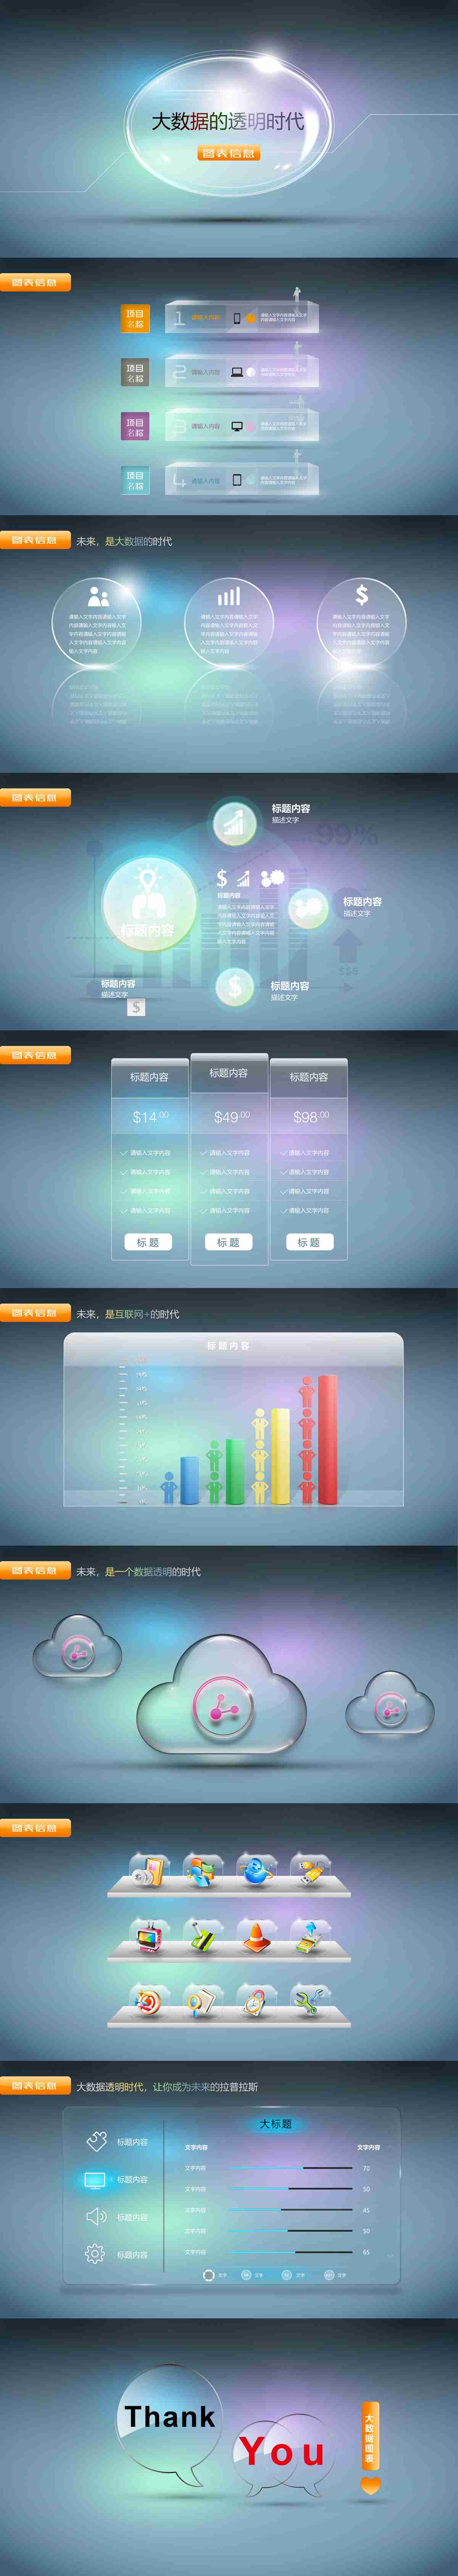 大数据的透明时代
图表信息
图表信息
项目
名称
1
请输入内容
请输入文字内容请输入文字
内容请输入文字内容
项目
名称
2
请输入内容
请输入文字内容请输入文字
内容请输入文字内容
项目
名称
3
请输入内容
请输入文字内容请输入文字
内容请输入文字内容
项目
名称
4
请输入内容
请输入文字内容请输入文字
内容请输入文字内容
图表信息
未来，是大数据的时代
请输入文字内容请输入文字
内容请输入文字内容输入文
字内容请输入文字内容请输
入文字内容请输入文字内容
输入文字内容
请输入文字内容请输入文字
内容请输入文字内容输入文
字内容请输入文字内容请输
入文字内容请输入文字内容
输入文字内容
$
请输入文字内容请输入文字
内容请输入文字内容输入文
字内容请输入文字内容请输
入文字内容请输入文字内容
输入文字内容
图表信息
标题内容
描述文字
99%
标题内容
标题内容
请输入文字内容请输入文字
内容请输入文字内容输入文
字内容请输入文字内容请输
入文字内容请输入文字内容
输入文字内容
标题内容
描述文字
$$$
标题内容
描述文字
标题内容
描述文字
图表信息
标题内容
标题内容
标题内容
$14.00
$49.00
$98.00
请输入文字内容
请输入文字内容
请输入文字内容
请输入文字内容
请输入文字内容
请输入文字内容
请输入文字内容
请输入文字内容
请输入文字内容
请输入文字内容
请输入文字内容
请输入文字内容
标题
标题
标题
图表信息
未来，是互联网+的时代
标题内容
图表信息
未来，是一个数据透明的时代
图表信息
图表信息
大数据透明时代，让你成为未来的拉普拉斯
大标题
标题内容
标题内容
标题内容
标题内容
文字内容
文字内容
文字内容
70
文字内容
50
文字内容
45
文字内容
50
文字内容
65
文字
文字
文字
文字
Thank
You
大数据图表